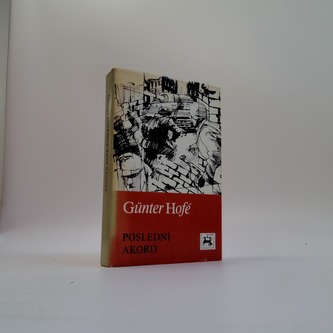 Günter Hofé
POSLEDNÍ
AKORD